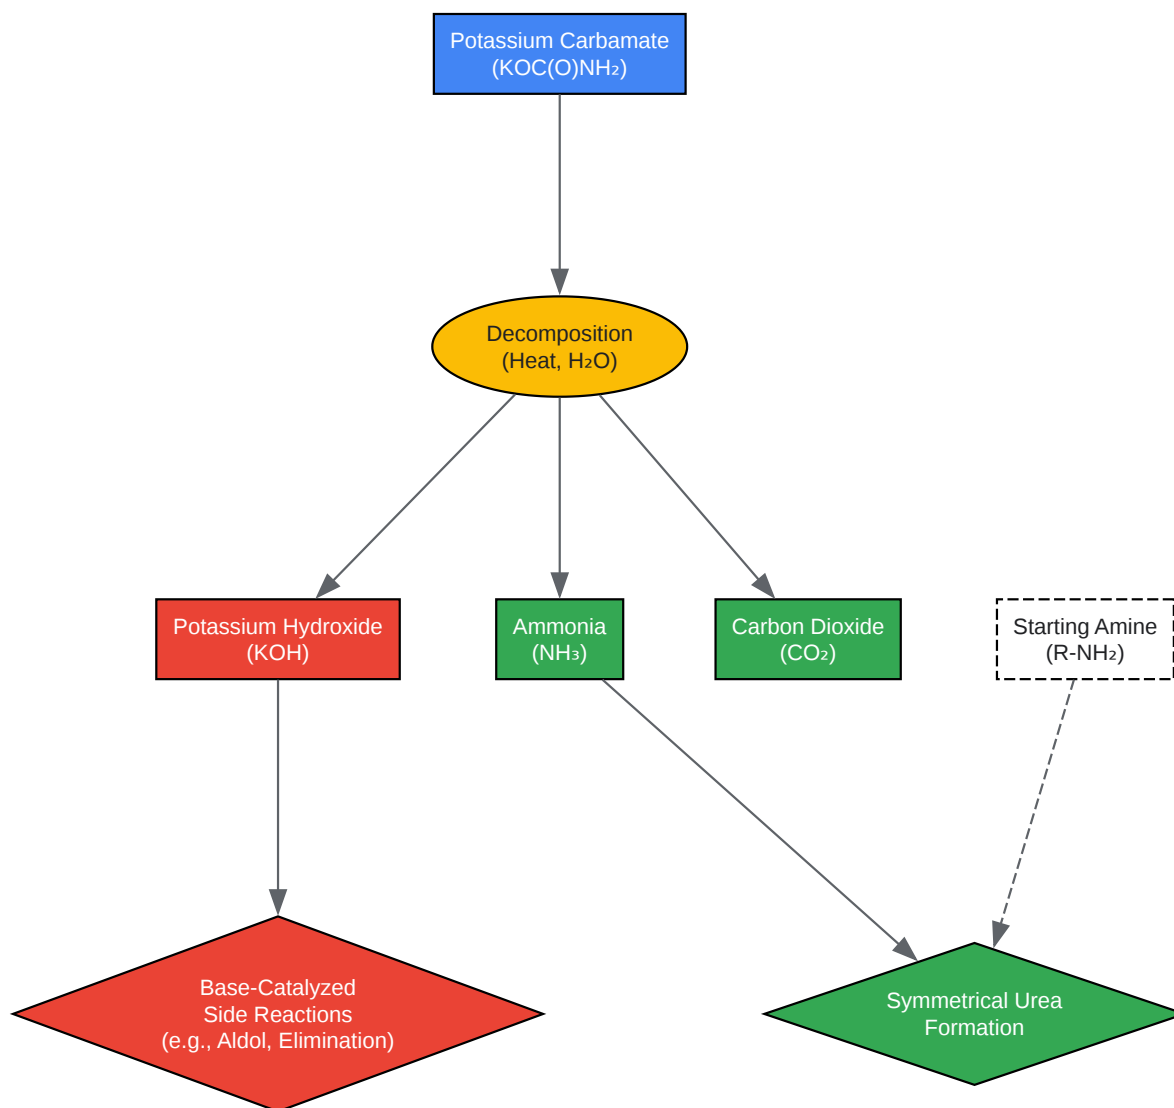 Potassium Carbamate
(KOC(O)NH₂)
Decomposition
(Heat, H₂O)
Potassium Hydroxide
(KOH)
Ammonia
(NH₃)
Carbon Dioxide
(CO₂)
Starting Amine
(R-NH₂)
Base-Catalyzed
Side Reactions
(e.g., Aldol, Elimination)
Symmetrical Urea
Formation